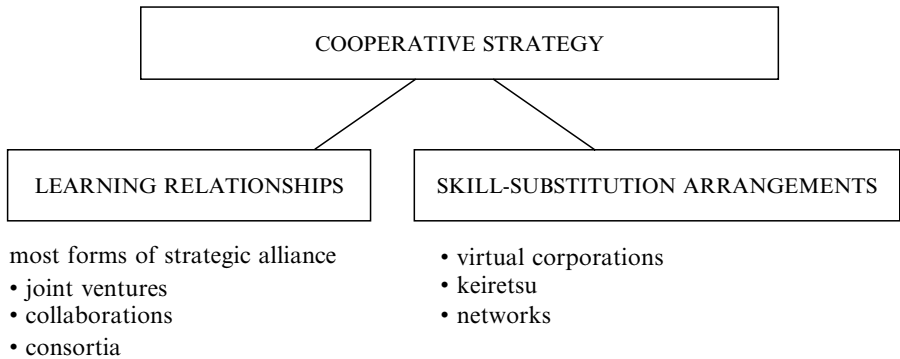 COOPERATIVE STRATEGY
LEARNING RELATIONSHIPS
most forms of strategic alliance
• joint ventures
• collaborations
• consortia
SKILL-SUBSTITUTION ARRANGEMENTS
• virtual corporations
• keiretsu
• networks